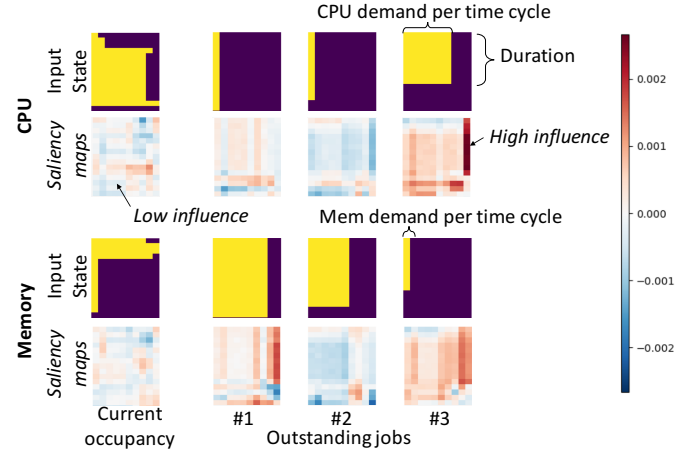 CPU demand per time cycle
CPU
Input
State
Duration
Saliency
maps
Low influence
High influence
Mem demand per time cycle
Memory
Input
State
Saliency
maps
Current
occupancy
#1
#2
#3
Outstanding jobs
0.002
0.001
0.000
−0.001
−0.002